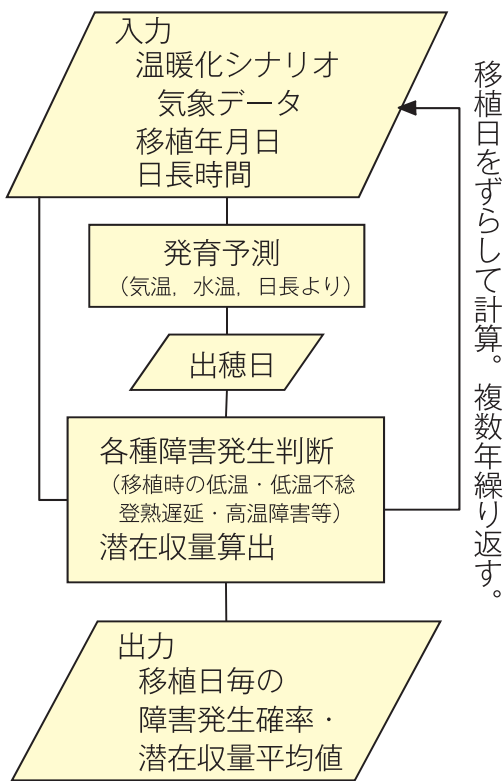 入力
温暖化シナリオ
気象データ
移植年月日
日長時間
発育予測
（気温，水温，日長より）
出穂日
各種障害発生判断
（移植時の低温・低温不稔
登熟遅延・高温障害等）
潜在収量算出
出力
移植日毎の
障害発生確率・
潜在収量平均値
移植日をずらして計算。複数年繰り返す。